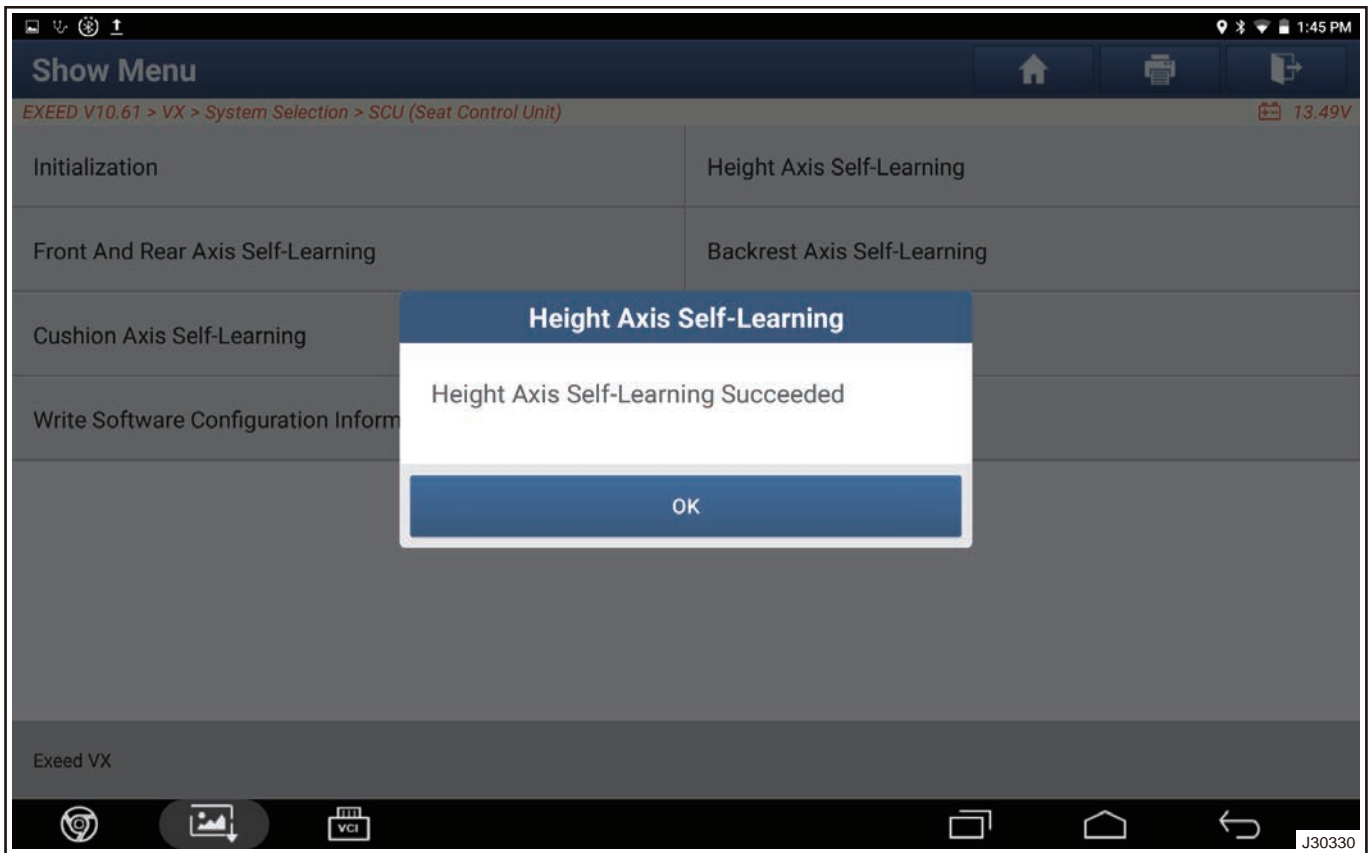 1:45 PM
Show Menu
EXEED V10.61 > VX > System Selection > SCU (Seat Control Unit)
13.49V
Initialization
Height Axis Self-Learning
Front And Rear Axis Self-Learning
Backrest Axis Self-Learning
Cushion Axis Self-Learning
Write Software Configuration Inform
Height Axis Self-Learning
Height Axis Self-Learning Succeeded
OK
Exeed VX
VCI
J30330